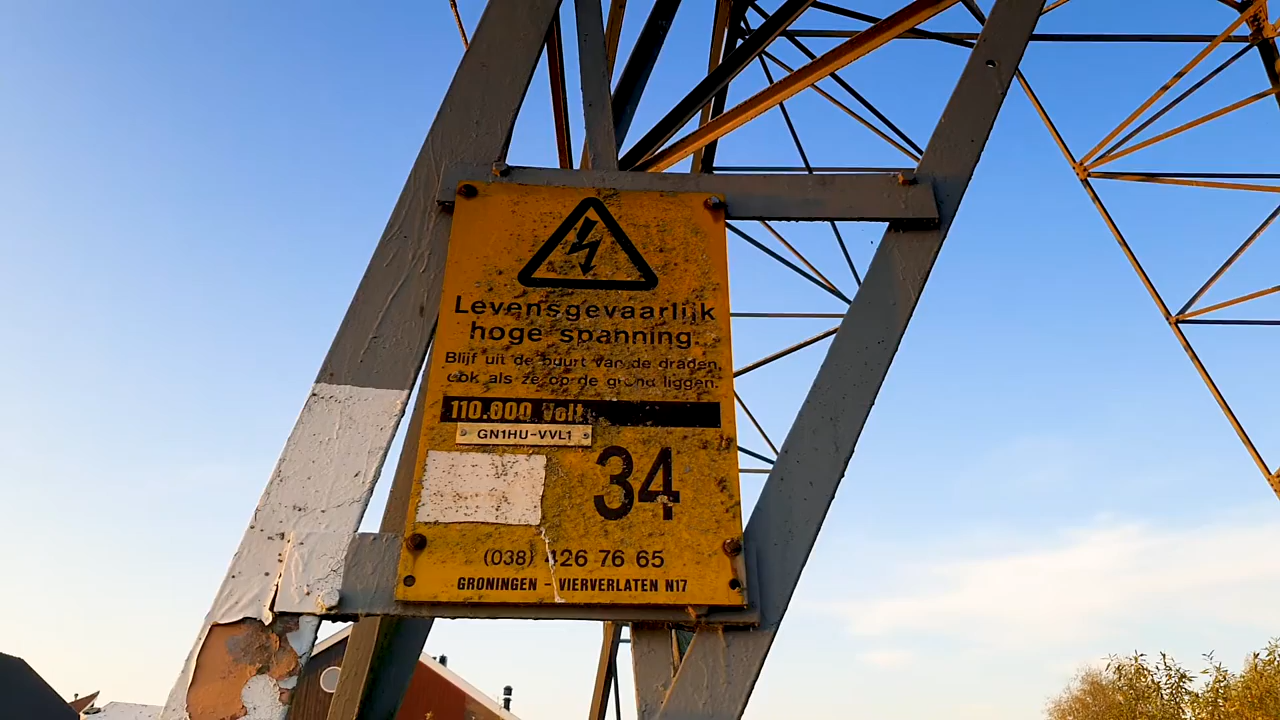 Levensgevaarlijk
hoge spanning.
Blijf uit de buurt van de draden,
ook als ze op de grond liggen.
110.000 Volt
GN1HU-VVL1
34
(038) 426 76 65
GRONINGEN - VIERVERLATEN N17